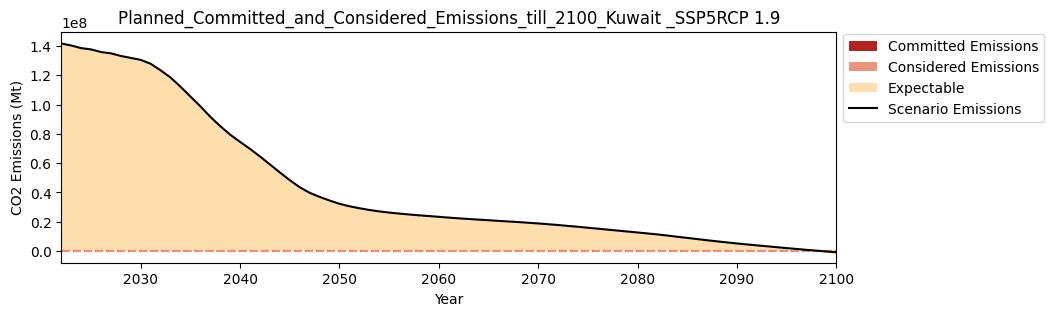 Planned_Committed_and_Considered_Emissions_till_2100_Kuwait _SSP5RCP 1.9
1e8
CO2 Emissions (Mt)
1.4
1.2
1.0
0.8
0.6
0.4
0.2
0.0
2030 2040 2050 2060 2070 2080 2090 2100
Year
Committed Emissions
Considered Emissions
Expectable
Scenario Emissions